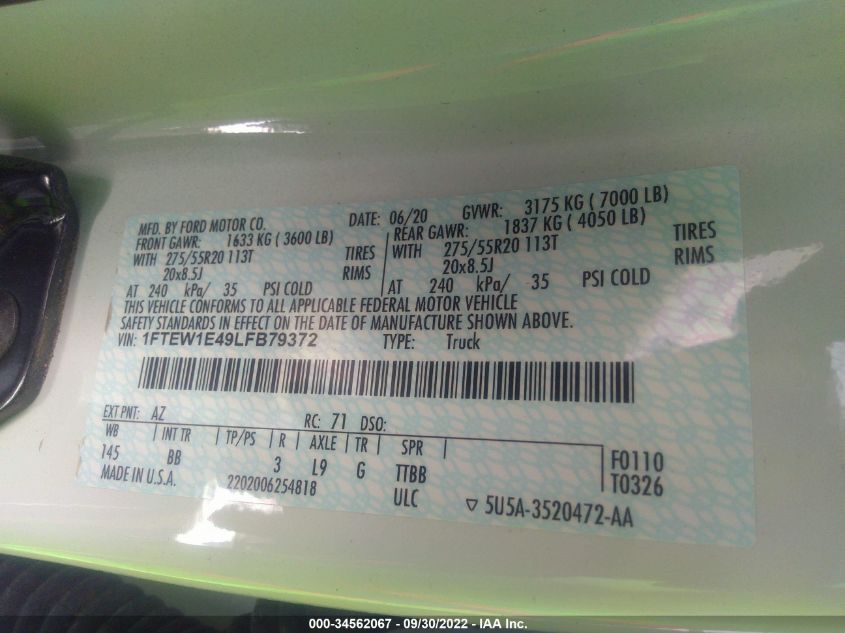 MFD. BY FORD MOTOR CO. DATE: 06/20 GVWR: 3175 KG ( 7000 LB)
FRONT GAWR: 1633 KG ( 3600 LB) REAR GAWR: 1837 KG ( 4050 LB)
WITH 275/55R20 113T TIRES WITH 275/55R20 113T TIRES
20x8.5J RIMS 20x8.5J RIMS
AT 240 kPa/ 35 PSI COLD AT 240 kPa/ 35 PSI COLD
THIS VEHICLE CONFORMS TO ALL APPLICABLE FEDERAL MOTOR VEHICLE
SAFETY STANDARDS IN EFFECT ON THE DATE OF MANUFACTURE SHOWN ABOVE.
VIN: 1FTEW1E49LFB79372 TYPE: Truck
EXT PNT: AZ RC: 71 DSO:
WB INT TR TP/PS R AXLE TR SPR
145 BB 3 L9 G TTBB F0110
MADE IN U.S.A. 2202006254818 ULC T0326
▽ 5U5A-3520472-AA
000-34562067 - 09/30/2022 - IAA Inc.